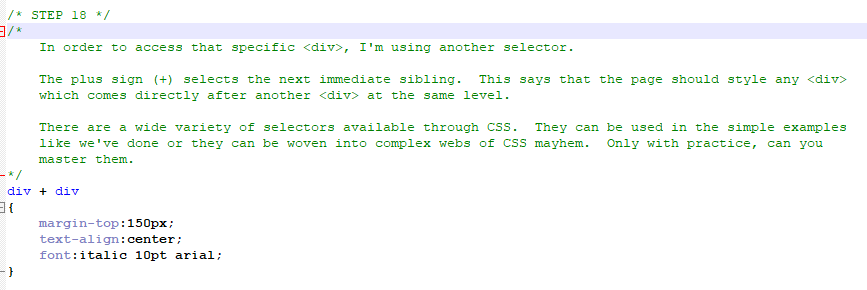 /* STEP 18 */
/*
In order to access that specific <div>, I'm using another selector.
The plus sign (+) selects the next immediate sibling.  This says that the page should style any <div>
which comes directly after another <div> at the same level.
There are a wide variety of selectors available through CSS.  They can be used in the simple examples
like we've done or they can be woven into complex webs of CSS mayhem.  Only with practice, can you
master them.
*/
div + div
{
margin-top:150px;
text-align:center;
font:italic 10pt arial;
}